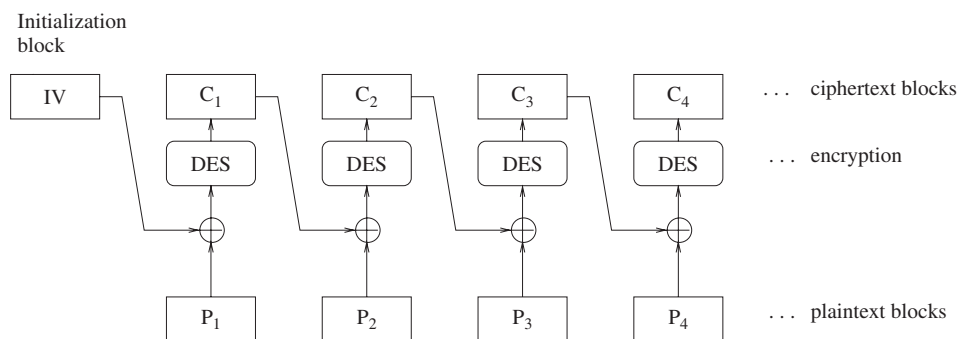 Initialization
block
IV C₁ C₂ C₃ C₄ . . . ciphertext blocks
DES DES DES DES . . . encryption
P₁ P₂ P₃ P₄ . . . plaintext blocks